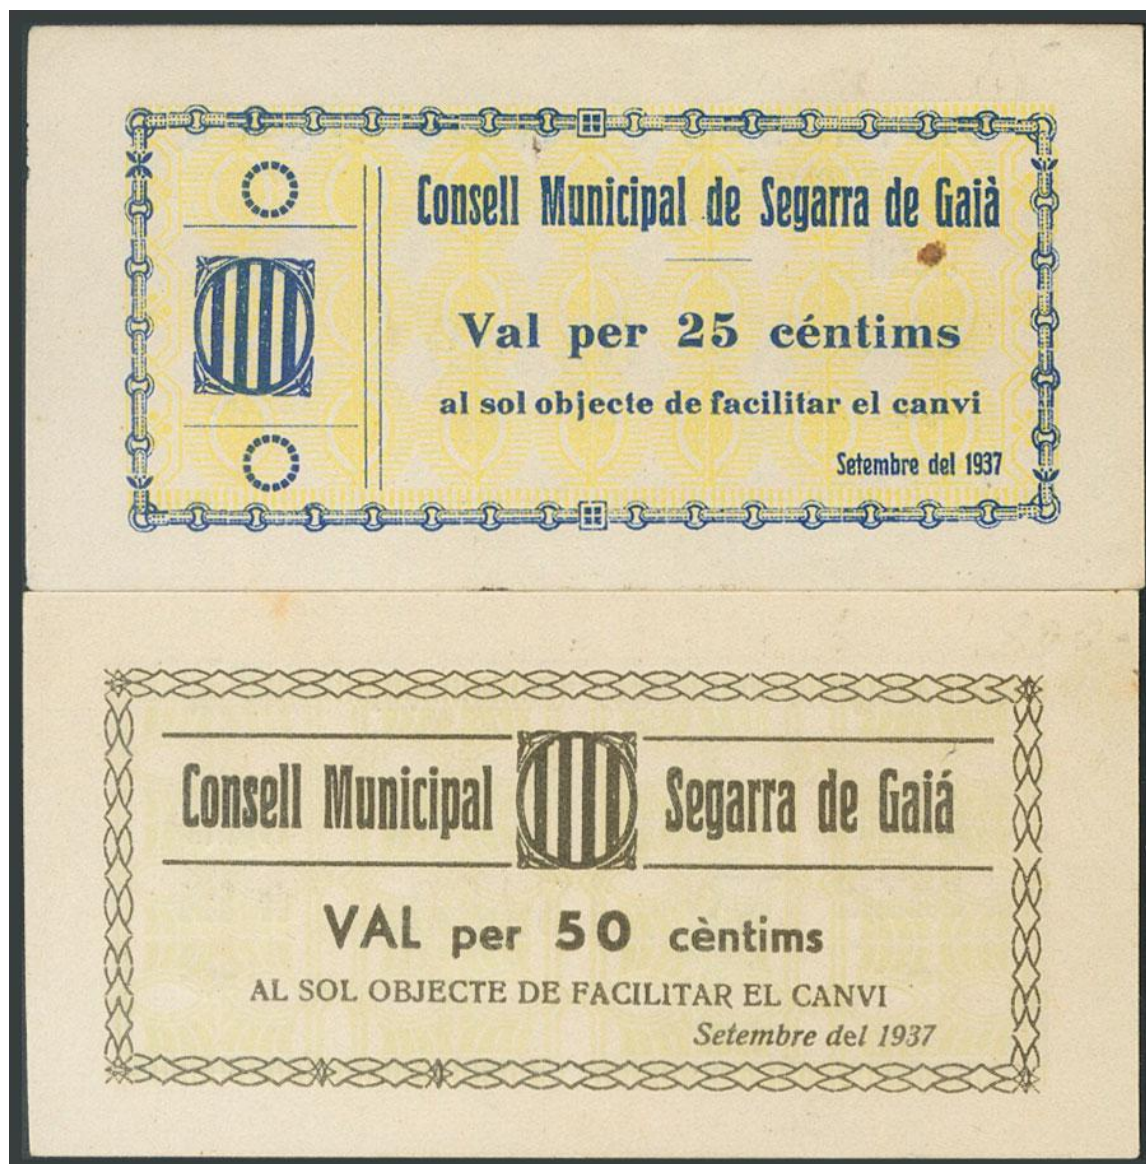 Consell Municipal de Segarra de Gaià
Val per 25 céntims
al sol objecte de facilitar el canvi
Setembre del 1937
Consell Municipal Segarra de Gaiá
VAL per 50 cèntims
AL SOL OBJECTE DE FACILITAR EL CANVI
Setembre del 1937